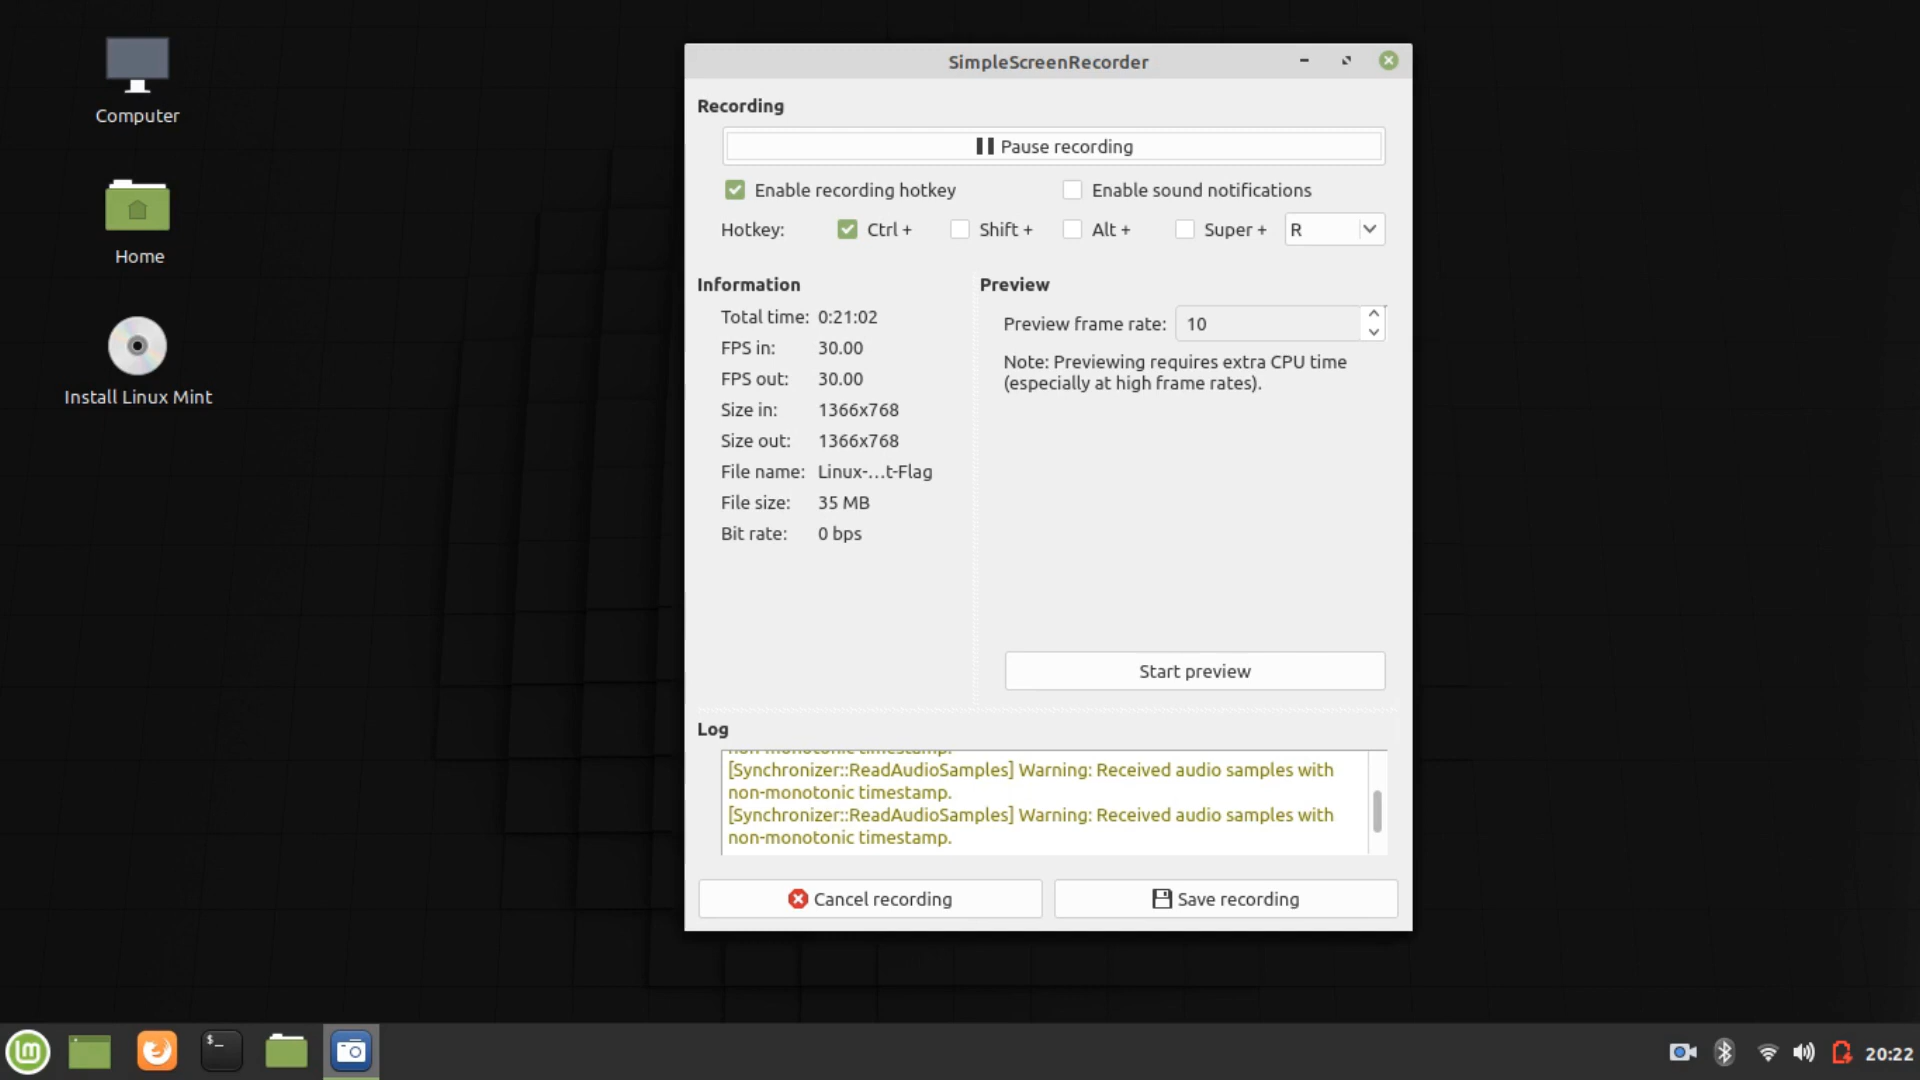 Computer
Home
Install Linux Mint
SimpleScreenRecorder
Recording
Pause recording
Enable recording hotkey
Enable sound notifications
Hotkey: Ctrl + Shift + Alt + Super + R
Information
Total time: 0:21:02
FPS in: 30.00
FPS out: 30.00
Size in: 1366x768
Size out: 1366x768
File name: Linux-...t-Flag
File size: 35 MB
Bit rate: 0 bps
Preview
Preview frame rate: 10
Note: Previewing requires extra CPU time
(especially at high frame rates).
Start preview
Log
non-monotonic timestamp.
[Synchronizer::ReadAudioSamples] Warning: Received audio samples with
non-monotonic timestamp.
[Synchronizer::ReadAudioSamples] Warning: Received audio samples with
non-monotonic timestamp.
Cancel recording
Save recording
$_
20:22